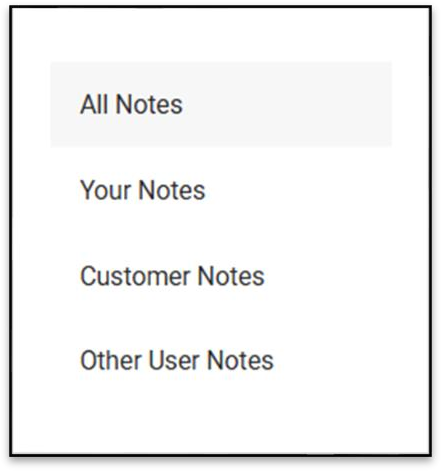 All Notes
Your Notes
Customer Notes
Other User Notes